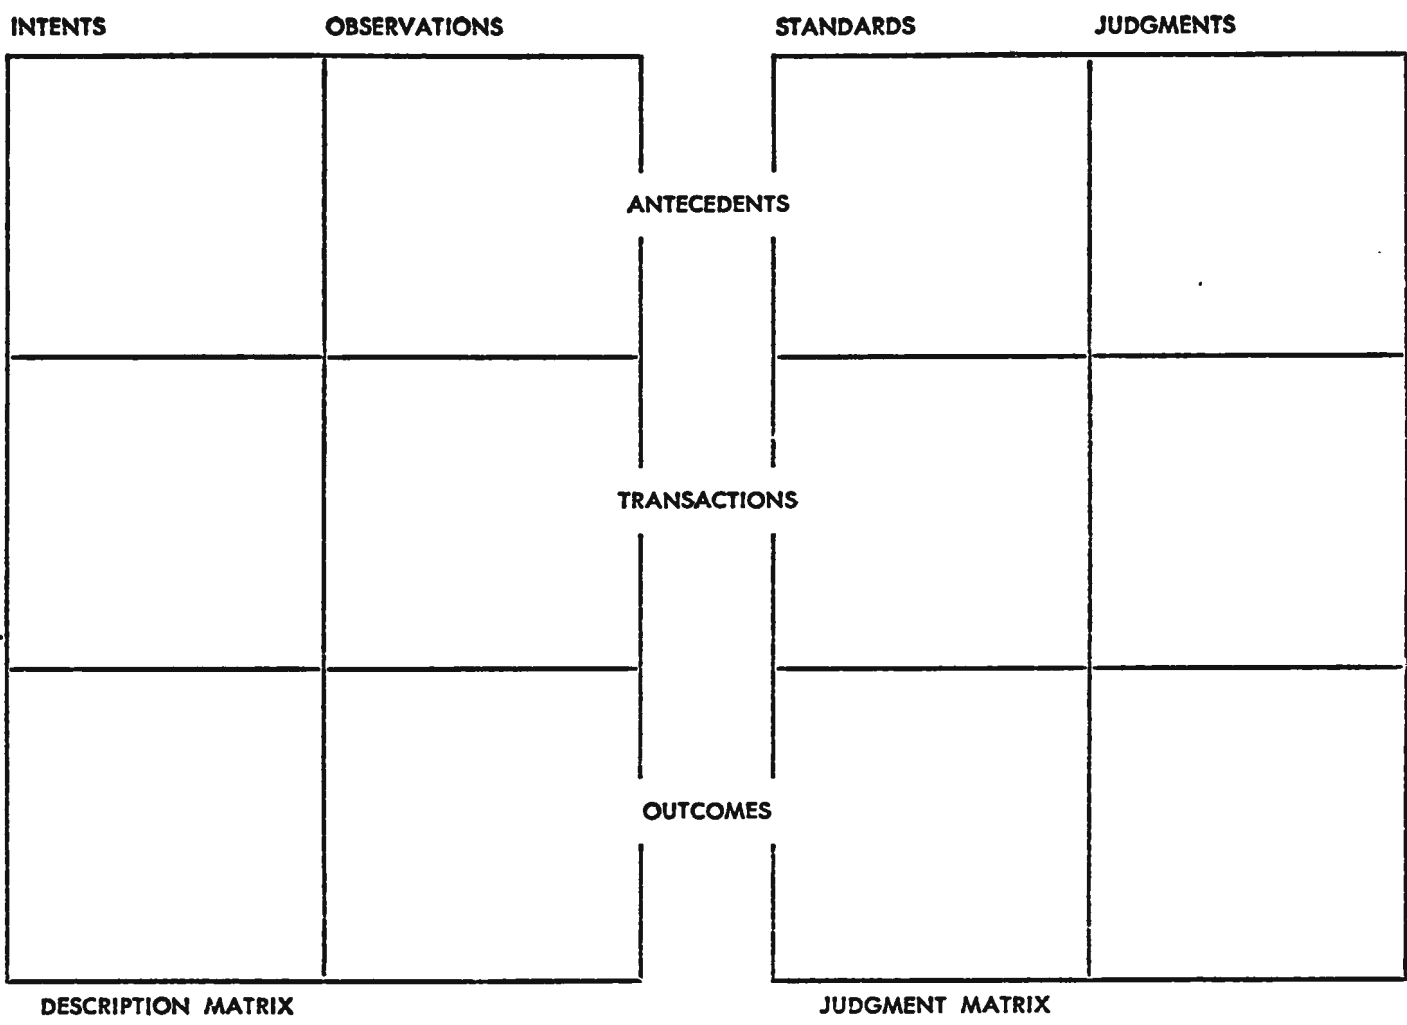 INTENTS OBSERVATIONS STANDARDS JUDGMENTS
ANTECEDENTS
TRANSACTIONS
OUTCOMES
DESCRIPTION MATRIX JUDGMENT MATRIX